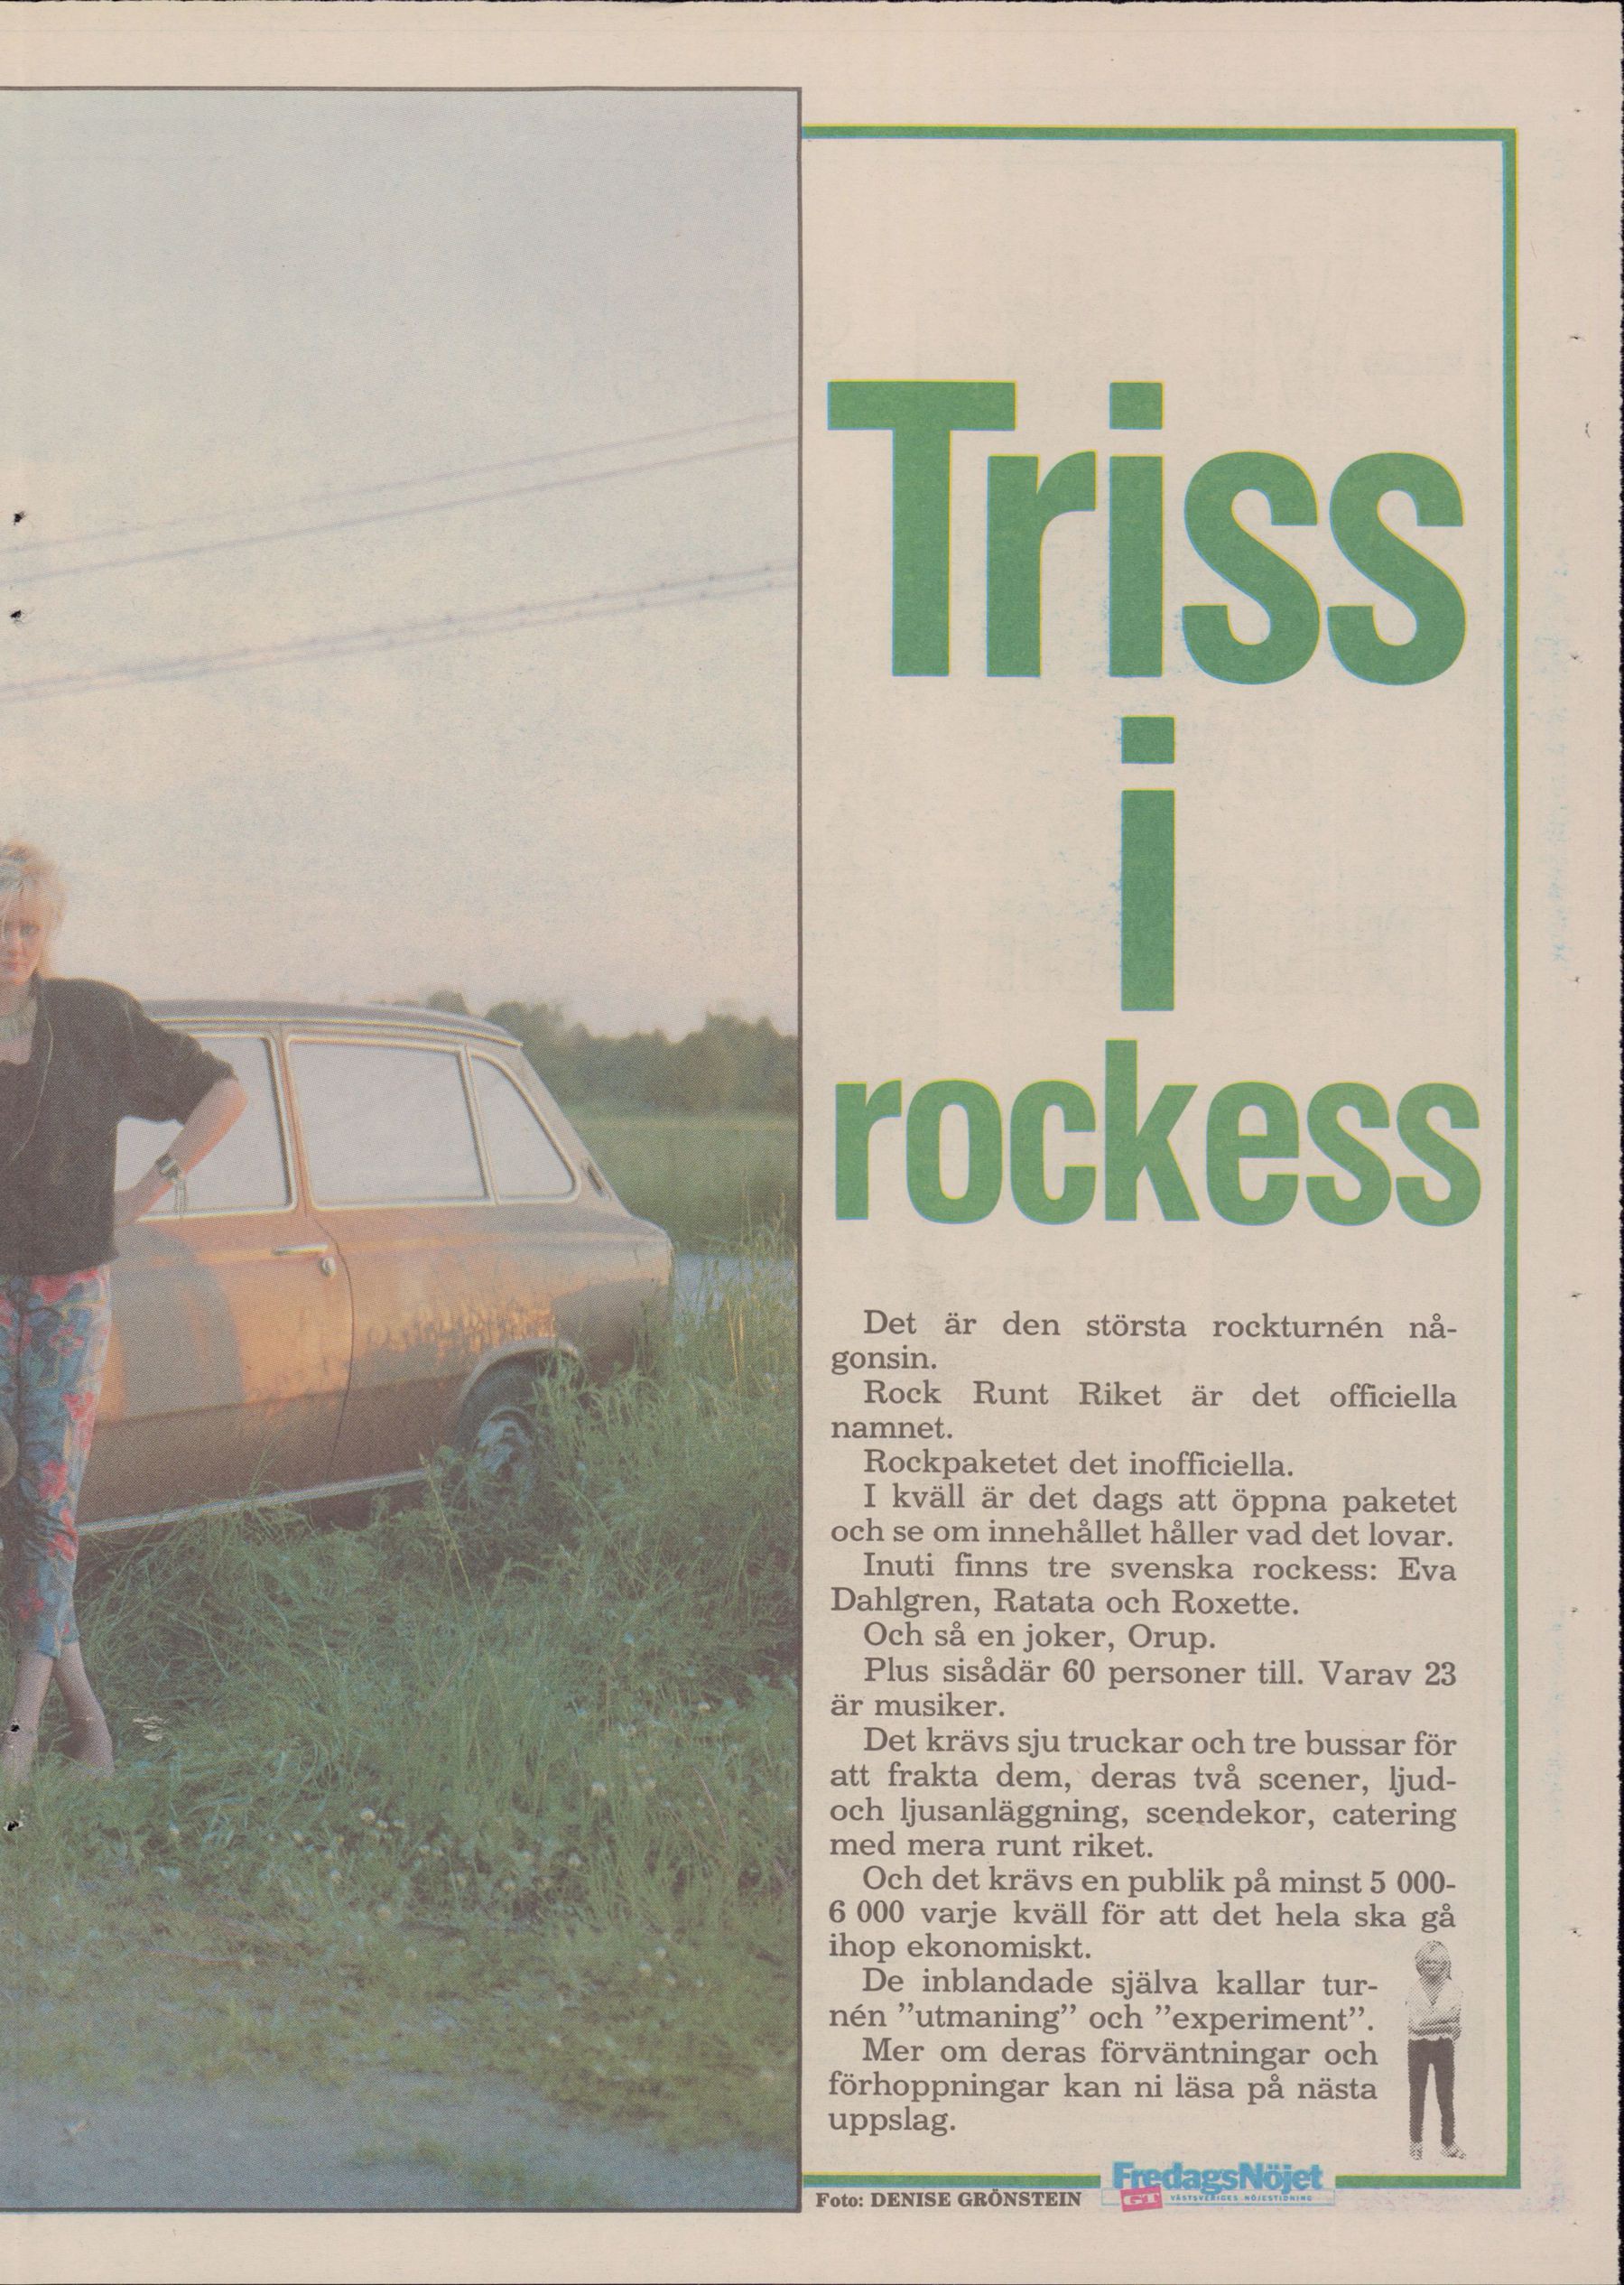 Triss
i
rockess
Det är den största rockturnén nå-
gonsin.
Rock Runt Riket är det officiella
namnet.
Rockpaketet det inofficiella.
I kväll är det dags att öppna paketet
och se om innehållet håller vad det lovar.
Inuti finns tre svenska rockess: Eva
Dahlgren, Ratata och Roxette.
Och så en joker, Orup.
Plus sisådär 60 personer till. Varav 23
är musiker.
Det krävs sju truckar och tre bussar för
att frakta dem, deras två scener, ljud-
och ljusanläggning, scendekor, catering
med mera runt riket.
Och det krävs en publik på minst 5 000-
6 000 varje kväll för att det hela ska gå
ihop ekonomiskt.
De inblandade själva kallar tur-
nén ”utmaning” och ”experiment”.
Mer om deras förväntningar och
förhoppningar kan ni läsa på nästa
uppslag.
FredagsNöjet
GT VÄSTSVERIGES NÖJESTIDNING
Foto: DENISE GRÖNSTEIN